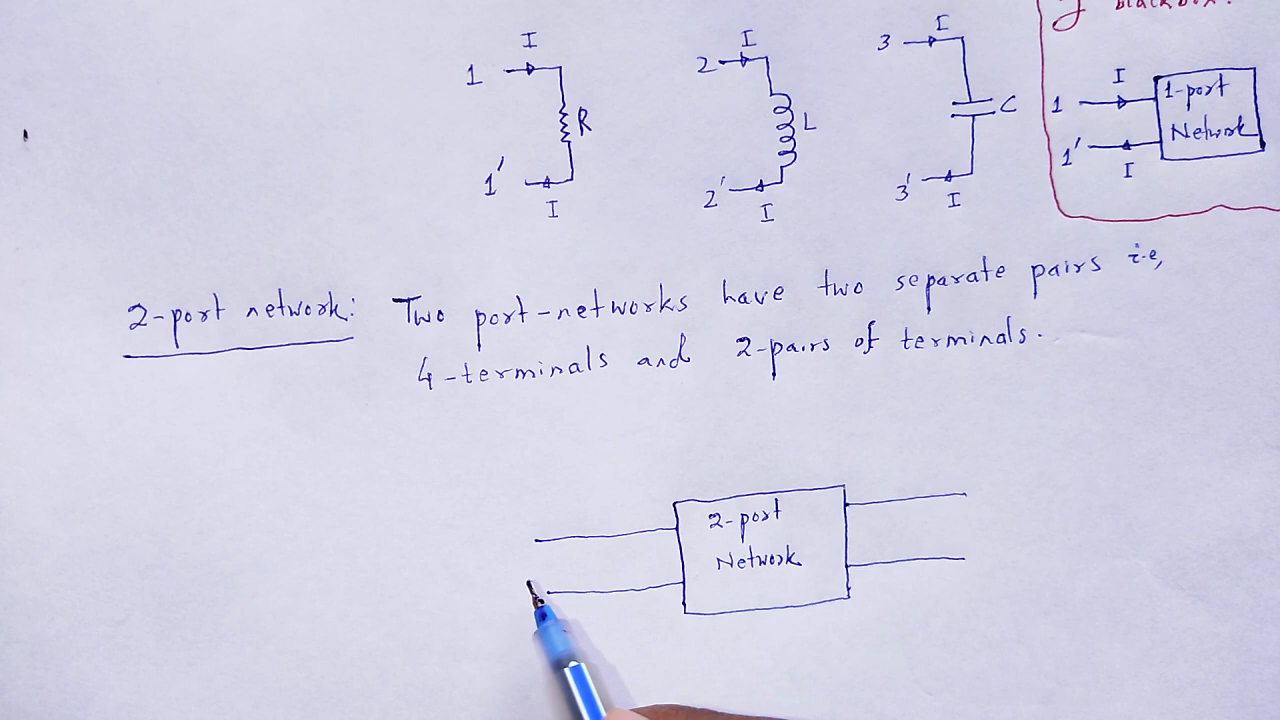 blackbox.
I
1
R
1'
I
I
2
L
2'
I
I
3
C
3'
I
I
1
1'
I
1-port
Network
2-port network: Two port-networks have two separate pairs i.e,
4-terminals and 2-pairs of terminals.
2-port
Network